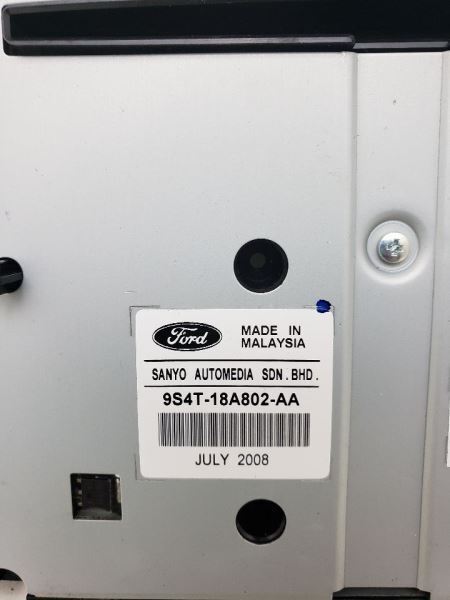 Ford
MADE IN
MALAYSIA
SANYO AUTOMEDIA SDN . BHD .
9S4T-18A802-AA
JULY 2008